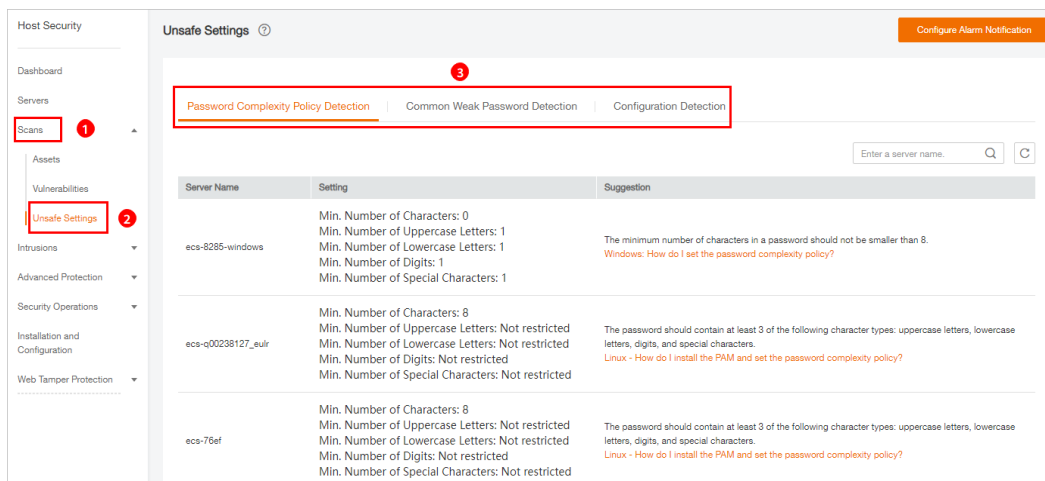 Host Security
Unsafe Settings ?
Configure Alarm Notification
Dashboard
Servers
Scans 1
Assets
Vulnerabilities
Unsafe Settings 2
Intrusions
Advanced Protection
Security Operations
Installation and
Configuration
Web Tamper Protection
3
Password Complexity Policy Detection Common Weak Password Detection Configuration Detection
Enter a server name.
Server Name Setting Suggestion
ecs-8285-windows
Min. Number of Characters: 0
Min. Number of Uppercase Letters: 1
Min. Number of Lowercase Letters: 1
Min. Number of Digits: 1
Min. Number of Special Characters: 1
The minimum number of characters in a password should not be smaller than 8.
Windows: How do I set the password complexity policy?
ecs-q00238127_eulr
Min. Number of Characters: 8
Min. Number of Uppercase Letters: Not restricted
Min. Number of Lowercase Letters: Not restricted
Min. Number of Digits: Not restricted
Min. Number of Special Characters: Not restricted
The password should contain at least 3 of the following character types: uppercase letters, lowercase
letters, digits, and special characters.
Linux - How do I install the PAM and set the password complexity policy?
ecs-76ef
Min. Number of Characters: 8
Min. Number of Uppercase Letters: Not restricted
Min. Number of Lowercase Letters: Not restricted
Min. Number of Digits: Not restricted
Min. Number of Special Characters: Not restricted
The password should contain at least 3 of the following character types: uppercase letters, lowercase
letters, digits, and special characters.
Linux - How do I install the PAM and set the password complexity policy?